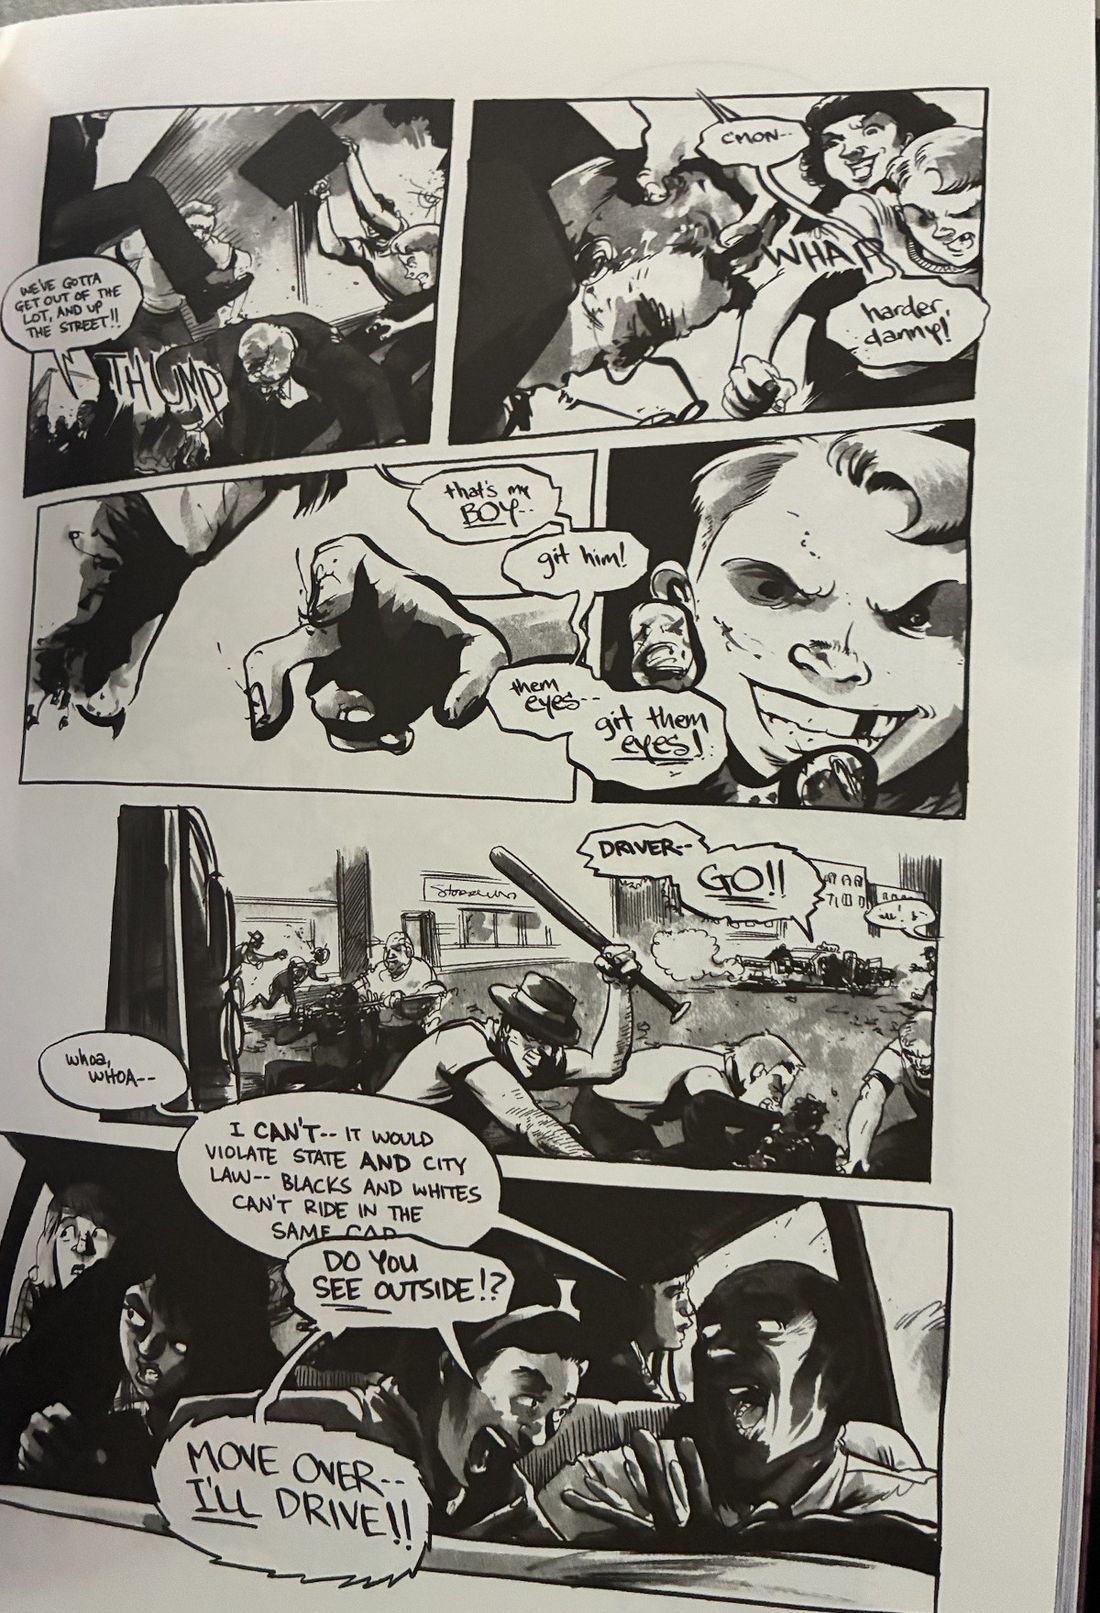 WE'VE GOTTA
GET OUT OF THE
LOT, AND UP
THE STREET!!
THUMP
C'MON--
WHAP
harder,
danny!
that's my
BOY--
git him!
them
eyes--
git them
eyes!
DRIVER--
GO!!
whoa,
WHOA--
I CAN'T-- IT WOULD
VIOLATE STATE AND CITY
LAW-- BLACKS AND WHITES
CAN'T RIDE IN THE
SAME CAR
DO YOU
SEE OUTSIDE!?
MOVE OVER--
I'LL DRIVE!!